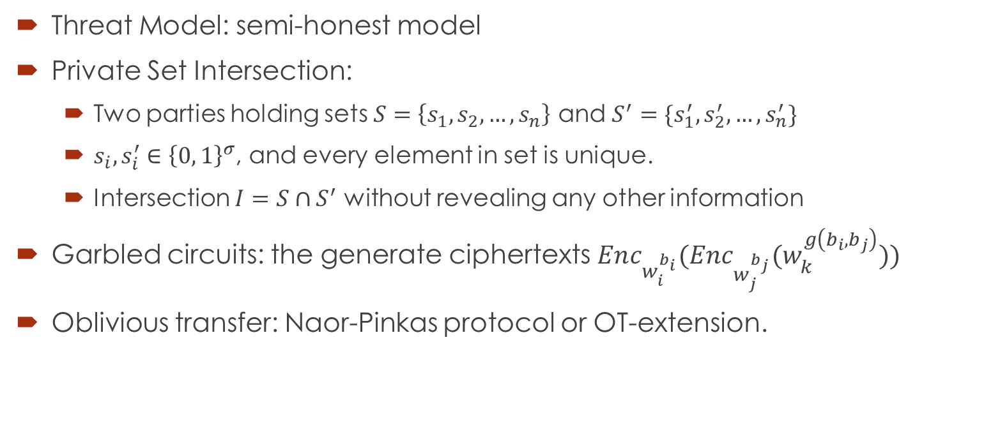 Threat Model: semi-honest model
Private Set Intersection:
Two parties holding sets $S = \{s_1, s_2, \ldots, s_n\}$ and $S' = \{s'_1, s'_2, \ldots, s'_n\}$
$s_i, s'_i \in \{0, 1\}^\sigma$, and every element in set is unique.
Intersection $I = S \cap S'$ without revealing any other information
Garbled circuits: the generate ciphertexts $Enc_{w_i^{b_i}}(Enc_{w_j^{b_j}}(w_k^{g(b_i,b_j)}))$
Oblivious transfer: Naor-Pinkas protocol or OT-extension.